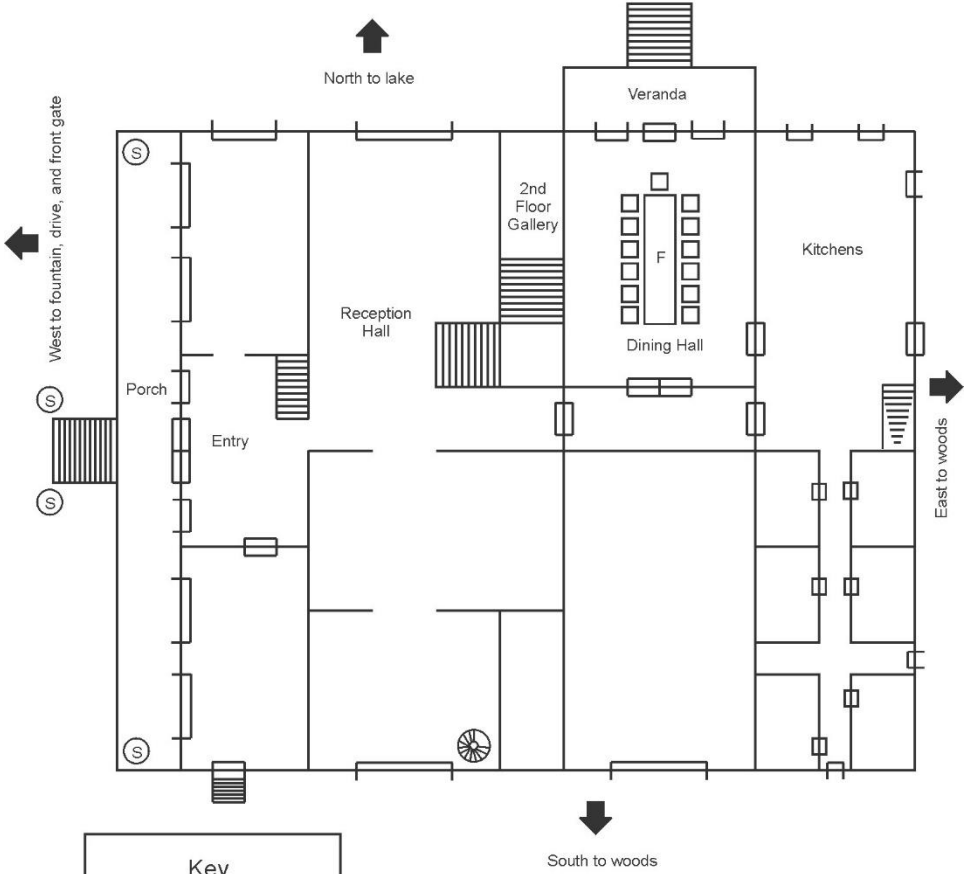 North to lake
Veranda
West to fountain, drive, and front gate
S
2nd
Floor
Gallery
Kitchens
F
Reception
Hall
Dining Hall
Porch
S
East to woods
Entry
S
S
South to woods
Key